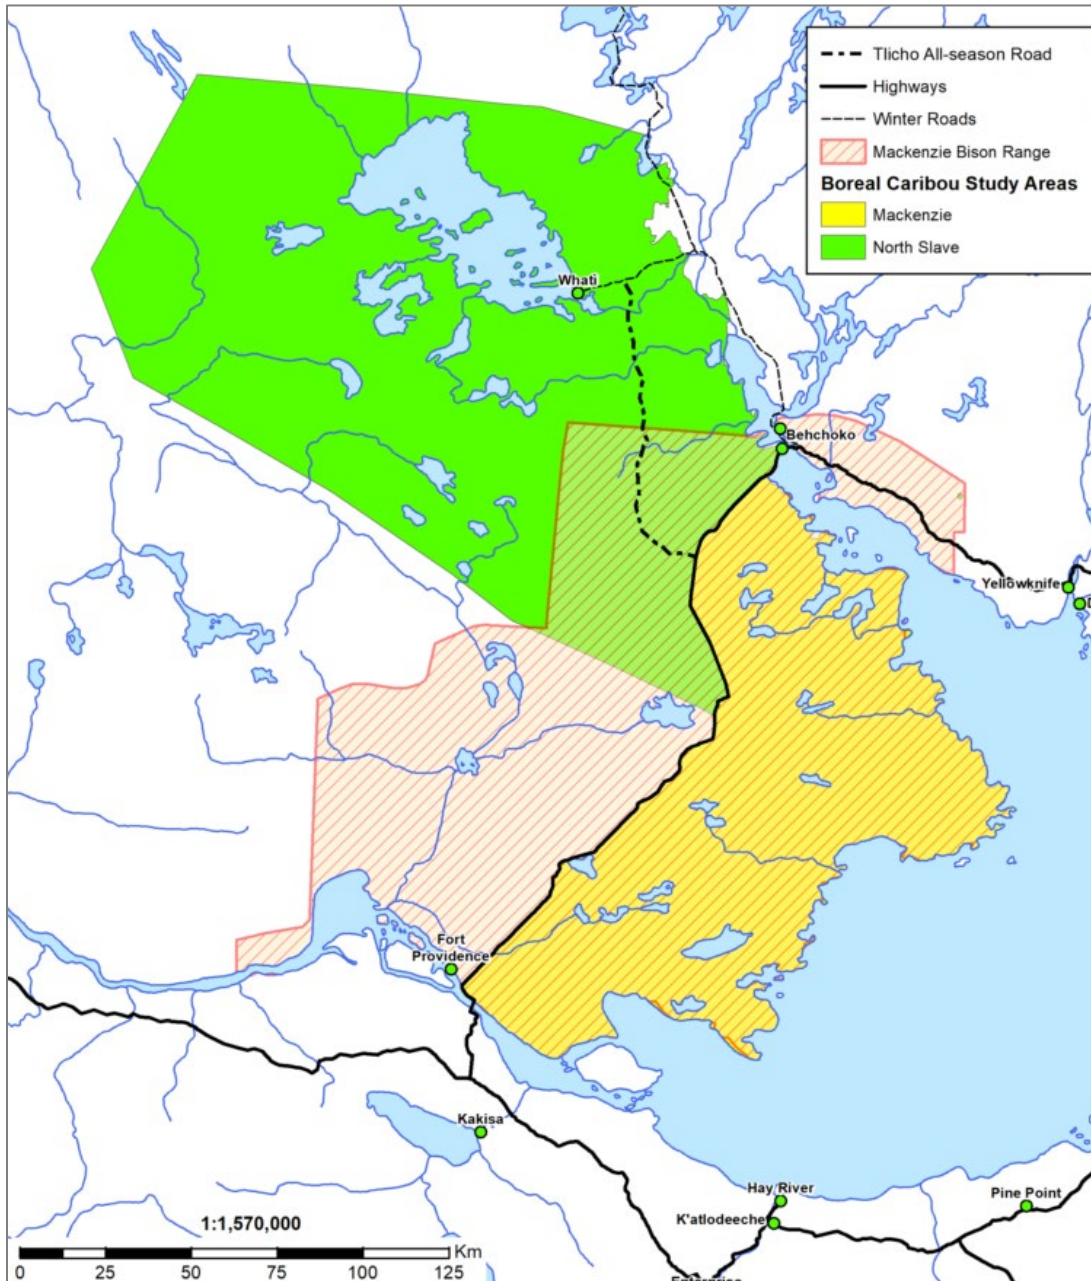 Tlicho All-season Road
Highways
Winter Roads
Mackenzie Bison Range
Boreal Caribou Study Areas
Mackenzie
North Slave
Whati
Behchoko
Yellowknife
Fort
Providence
Kakisa
Hay River
K'atlodeeche
Pine Point
Enterprise
1:1,570,000
Km
0 25 50 75 100 125